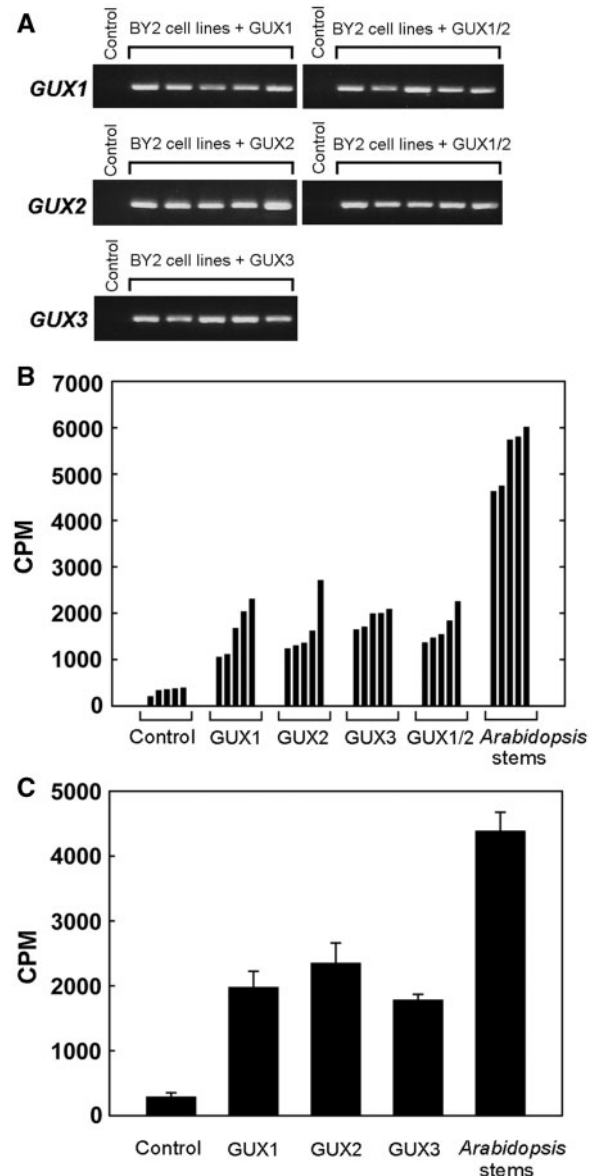 A
Control
BY2 cell lines + GUX1
Control
BY2 cell lines + GUX1/2
GUX1
Control
BY2 cell lines + GUX2
Control
BY2 cell lines + GUX1/2
GUX2
Control
BY2 cell lines + GUX3
GUX3
B
7000
6000
5000
4000
3000
2000
1000
0
CPM
Control
GUX1
GUX2
GUX3
GUX1/2
Arabidopsis
stems
C
5000
4000
3000
2000
1000
0
CPM
Control
GUX1
GUX2
GUX3
Arabidopsis
stems